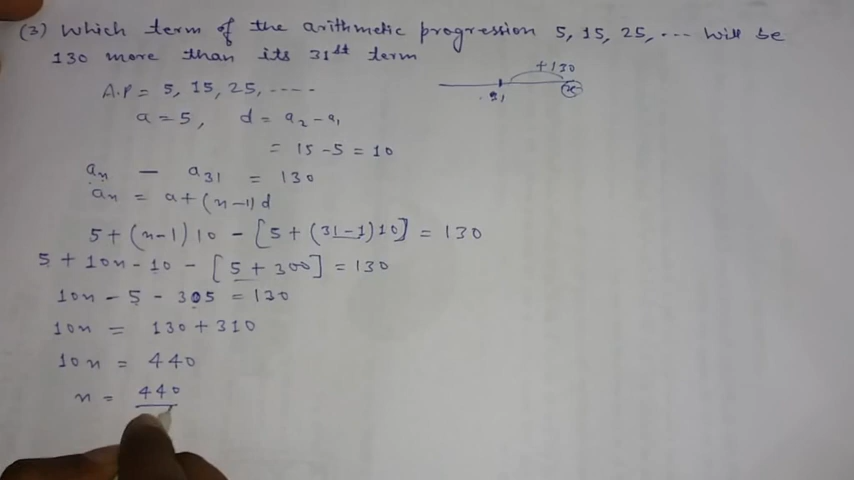 (3) Which term of the arithmetic progression 5, 15, 25, ... will be
130 more than its 31st term
+130
31
A.P = 5, 15, 25, ----
a = 5, d = a₂ - a₁
= 15 - 5 = 10
aₙ - a₃₁ = 130
aₙ = a + (n-1) d
5 + (n-1) 10 - [5 + (31-1) 10] = 130
5 + 10n - 10 - [5 + 300] = 130
10n - 5 - 305 = 130
10n = 130 + 310
10n = 440
n = 440